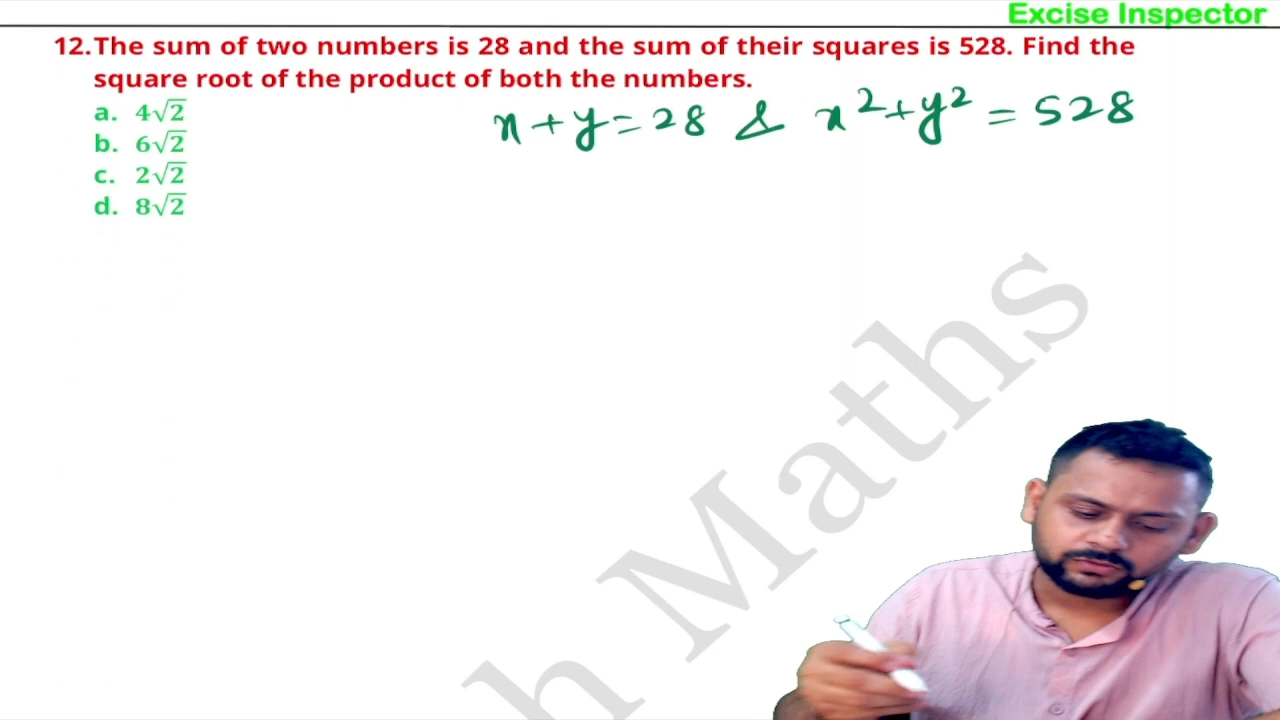 Excise Inspector
12. The sum of two numbers is 28 and the sum of their squares is 528. Find the
square root of the product of both the numbers.
x + y = 28 & x² + y² = 528
a. 4√2
b. 6√2
c. 2√2
d. 8√2
h Maths